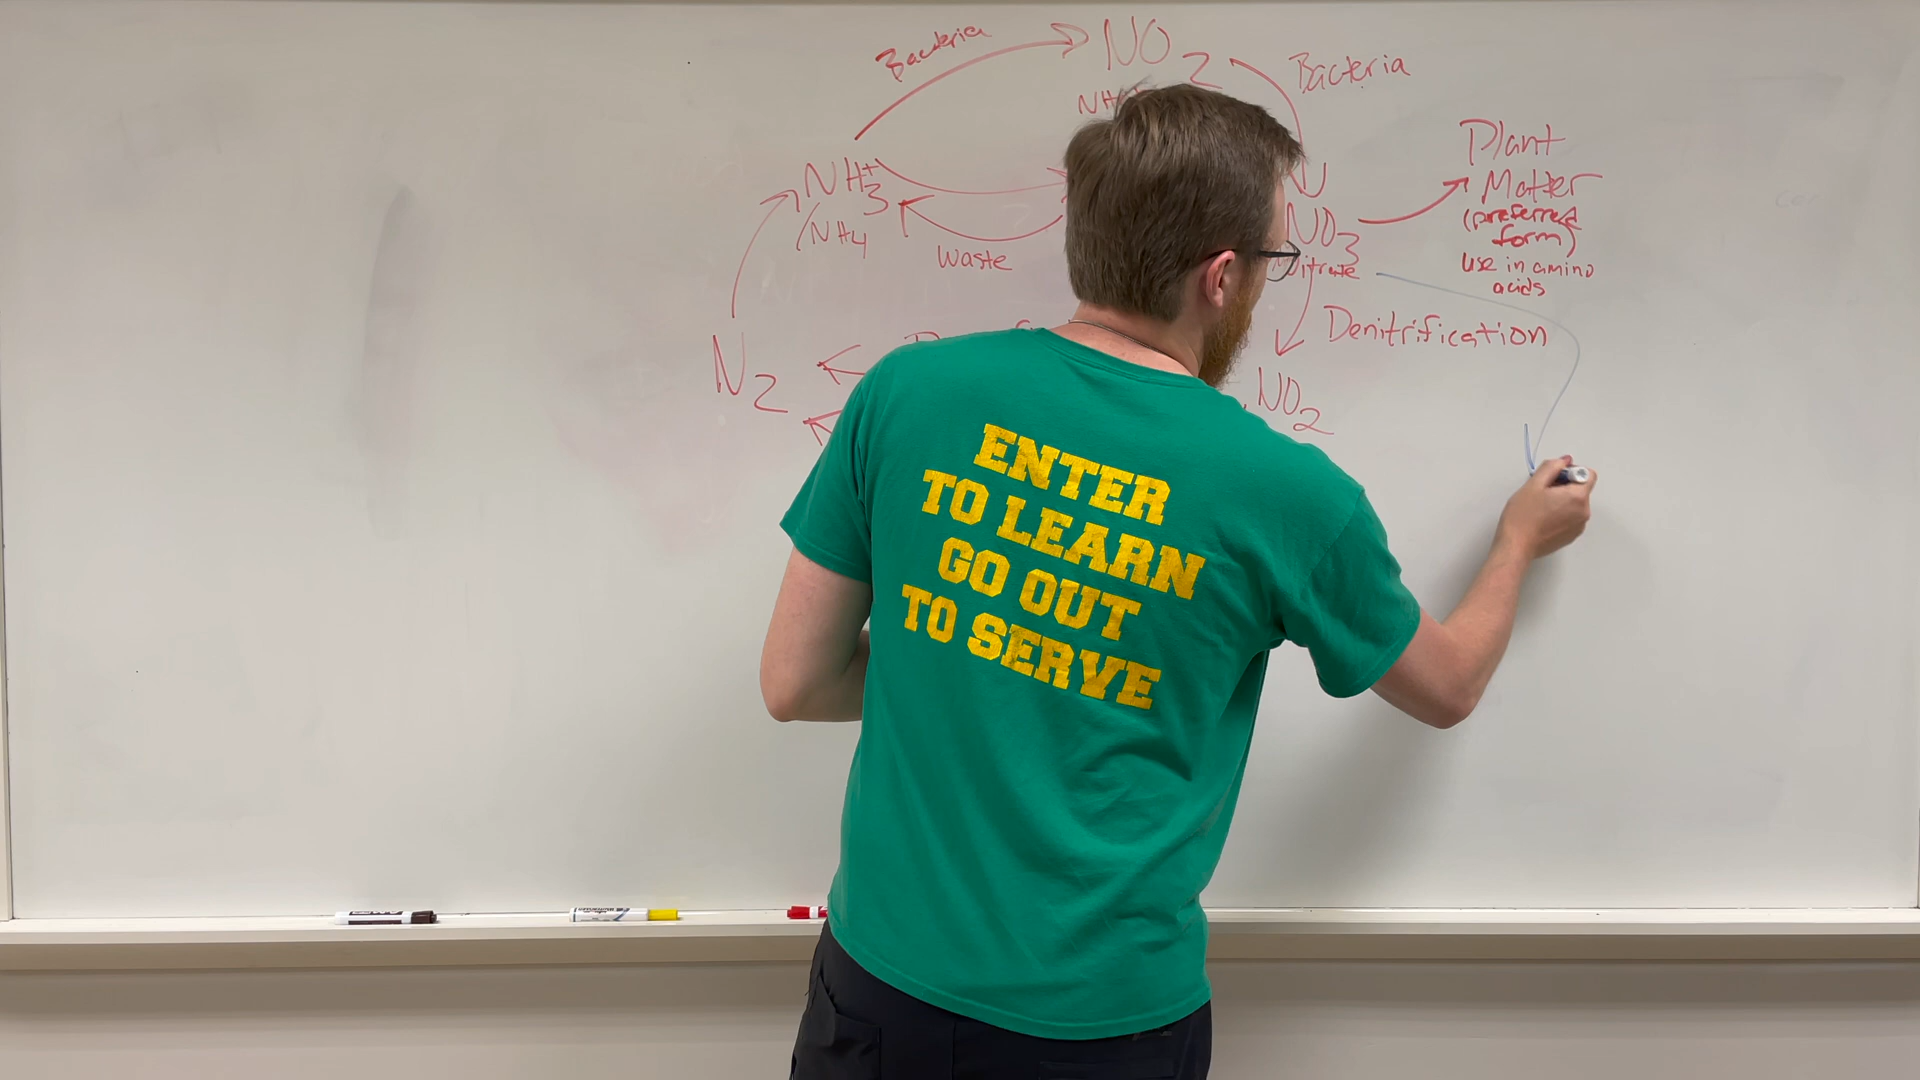 Bacteria
NO2
Bacteria
NH3+
/NH4
Waste
N2
N
NO3
Nitrate
Plant
Matter
(preferred
form)
use in amino
acids
Denitrification
NO2
ENTER
TO LEARN
GO OUT
TO SERVE